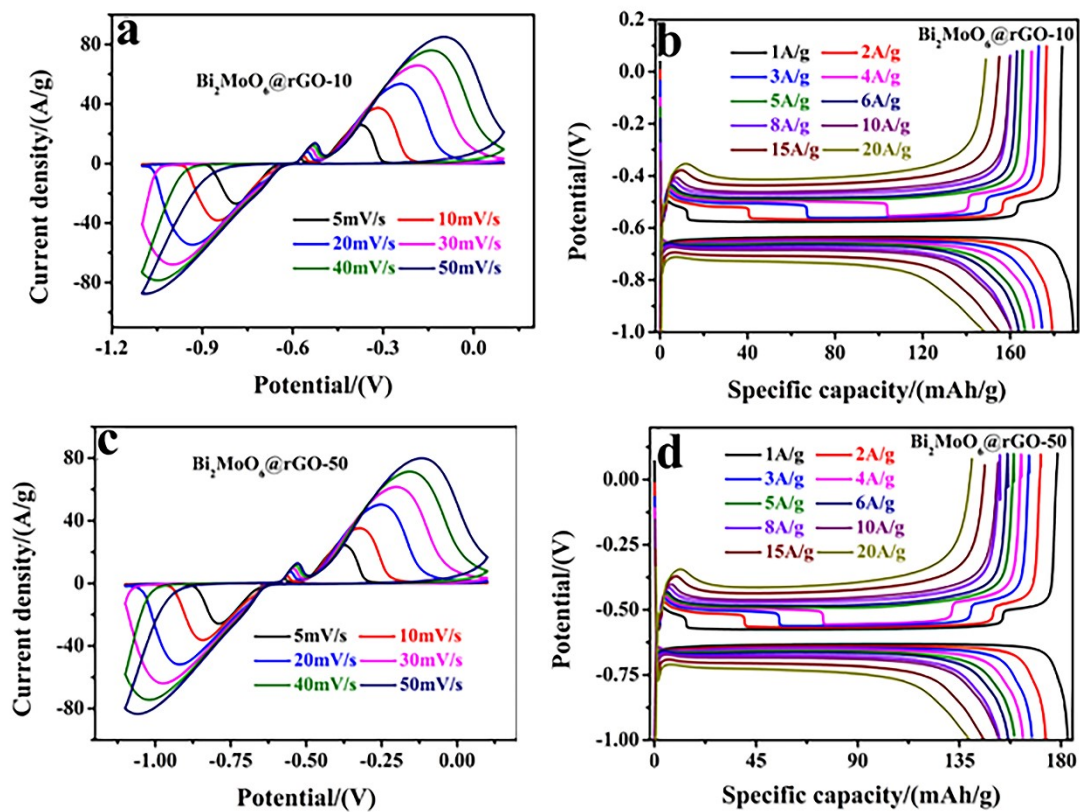 a
Bi₂MoO₆@rGO-10
Current density/(A/g)
80
40
0
-40
-80
5mV/s 10mV/s
20mV/s 30mV/s
40mV/s 50mV/s
-1.2 -0.9 -0.6 -0.3 0.0
Potential/(V)
b
Bi₂MoO₆@rGO-10
Potential/(V)
0.2
0.0
-0.2
-0.4
-0.6
-0.8
-1.0
1A/g 2A/g
3A/g 4A/g
5A/g 6A/g
8A/g 10A/g
15A/g 20A/g
0 40 80 120 160
Specific capacity/(mAh/g)
c
Bi₂MoO₆@rGO-50
Current density/(A/g)
80
40
0
-40
-80
5mV/s 10mV/s
20mV/s 30mV/s
40mV/s 50mV/s
-1.00 -0.75 -0.50 -0.25 0.00
Potential/(V)
d
Bi₂MoO₆@rGO-50
Potential/(V)
0.00
-0.25
-0.50
-0.75
-1.00
1A/g 2A/g
3A/g 4A/g
5A/g 6A/g
8A/g 10A/g
15A/g 20A/g
0 45 90 135 180
Specific capacity/(mAh/g)